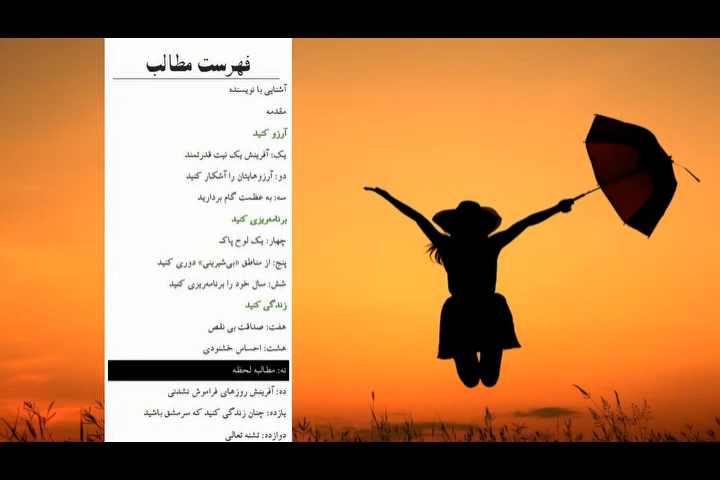 فهرست مطالب
آشنایی با نویسنده
مقدمه
آرزو کنید
یک: آفرینش یک نیت قدرتمند
دو: آرزوهایتان را آشکار کنید
سه: به عظمت گام بردارید
برنامه‌ریزی کنید
چهار: یک لوح پاک
پنج: از مناطق «بی‌شیرینی» دوری کنید
شش: سال خود را برنامه‌ریزی کنید
زندگی کنید
هفت: صداقت بی نقص
هشت: احساس خشنودی
نه: مطالبه لحظه
ده: آفرینش روزهای فراموش نشدنی
یازده: چنان زندگی کنید که سرمشق باشید
دوازده: تشنه تعالی